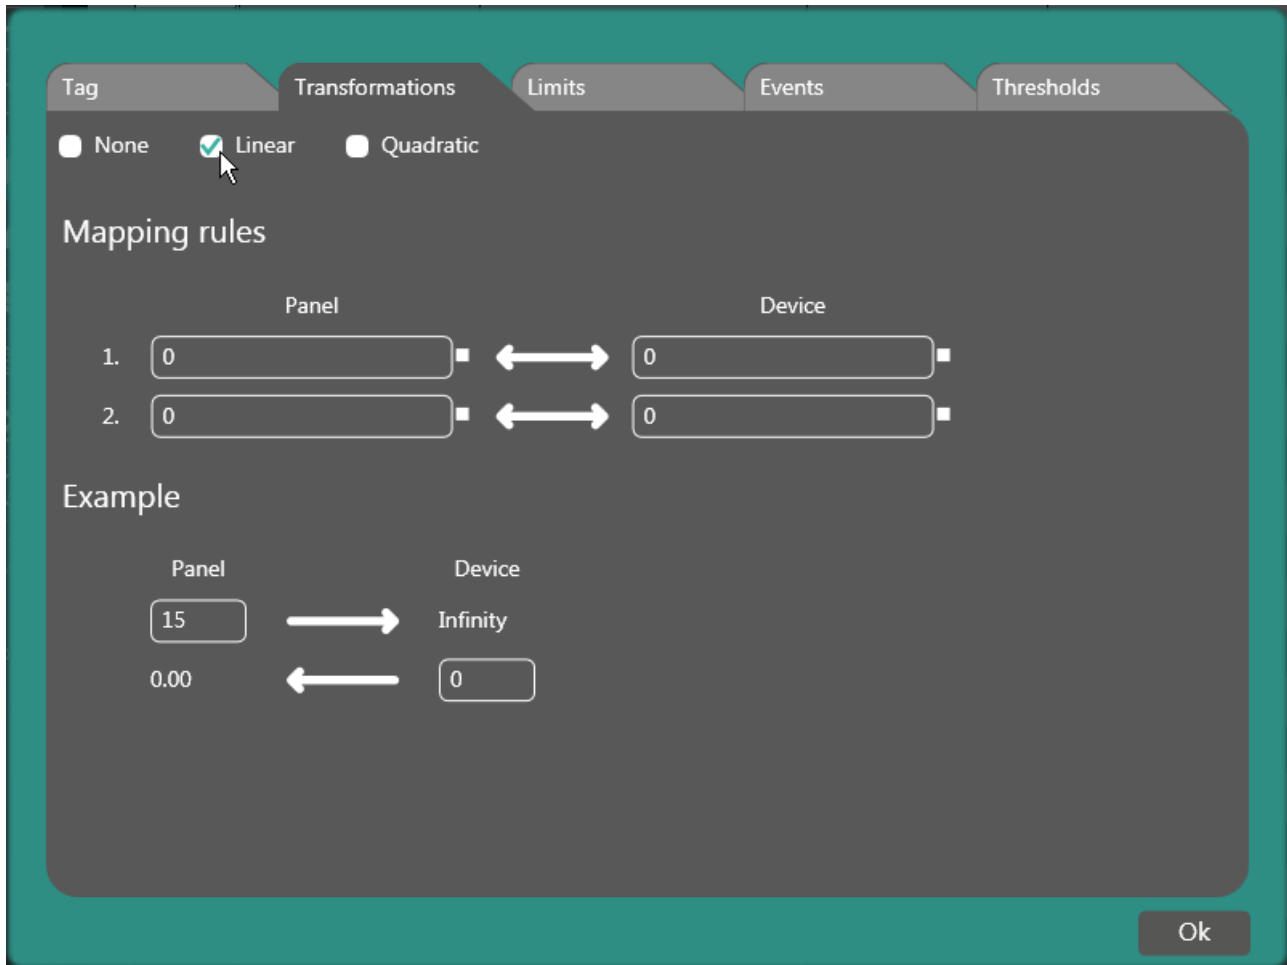 Tag Transformations Limits Events Thresholds
None Linear Quadratic
Mapping rules
Panel Device
1. 0 0
2. 0 0
Example
Panel Device
15 Infinity
0.00 0
Ok